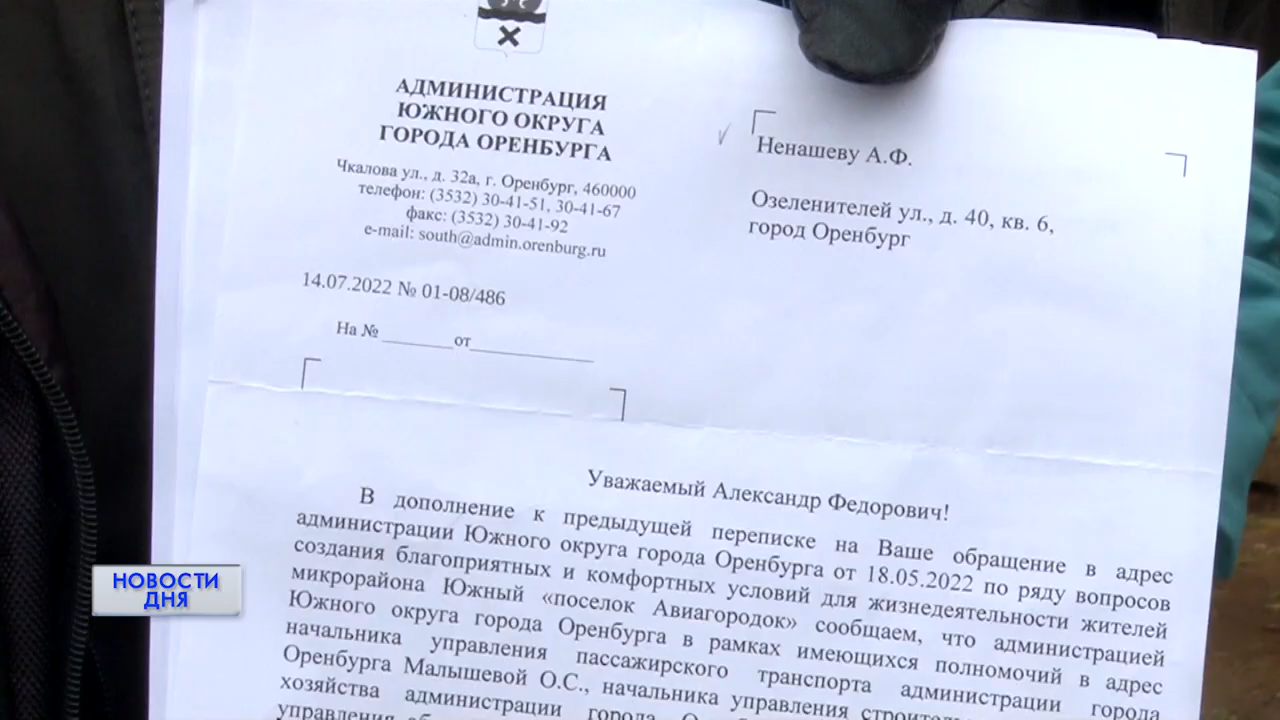 АДМИНИСТРАЦИЯ
ЮЖНОГО ОКРУГА
ГОРОДА ОРЕНБУРГА
Чкалова ул., д. 32а, г. Оренбург, 460000
телефон: (3532) 30-41-51, 30-41-67
факс: (3532) 30-41-92
e-mail: south@admin.orenburg.ru
14.07.2022 № 01-08/486
На № ________ от ______________
Ненашеву А.Ф.
Озеленителей ул., д. 40, кв. 6,
город Оренбург
Уважаемый Александр Федорович!
В дополнение к предыдущей переписке на Ваше обращение в адрес
администрации Южного округа города Оренбурга от 18.05.2022 по ряду вопросов
создания благоприятных и комфортных условий для жизнедеятельности жителей
микрорайона Южный «поселок Авиагородок» сообщаем, что администрацией
Южного округа города Оренбурга в рамках имеющихся полномочий в адрес
начальника управления пассажирского транспорта администрации города
Оренбурга Малышевой О.С., начальника управления
хозяйства администрации города
управления
НОВОСТИ
ДНЯ